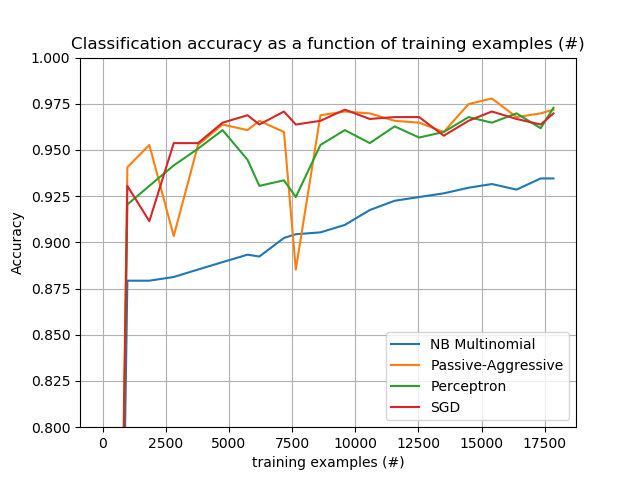 Classification accuracy as a function of training examples (#)
1.000
0.975
0.950
0.925
0.900
0.875
0.850
0.825
0.800
Accuracy
NB Multinomial
Passive-Aggressive
Perceptron
SGD
0 2500 5000 7500 10000 12500 15000 17500
training examples (#)